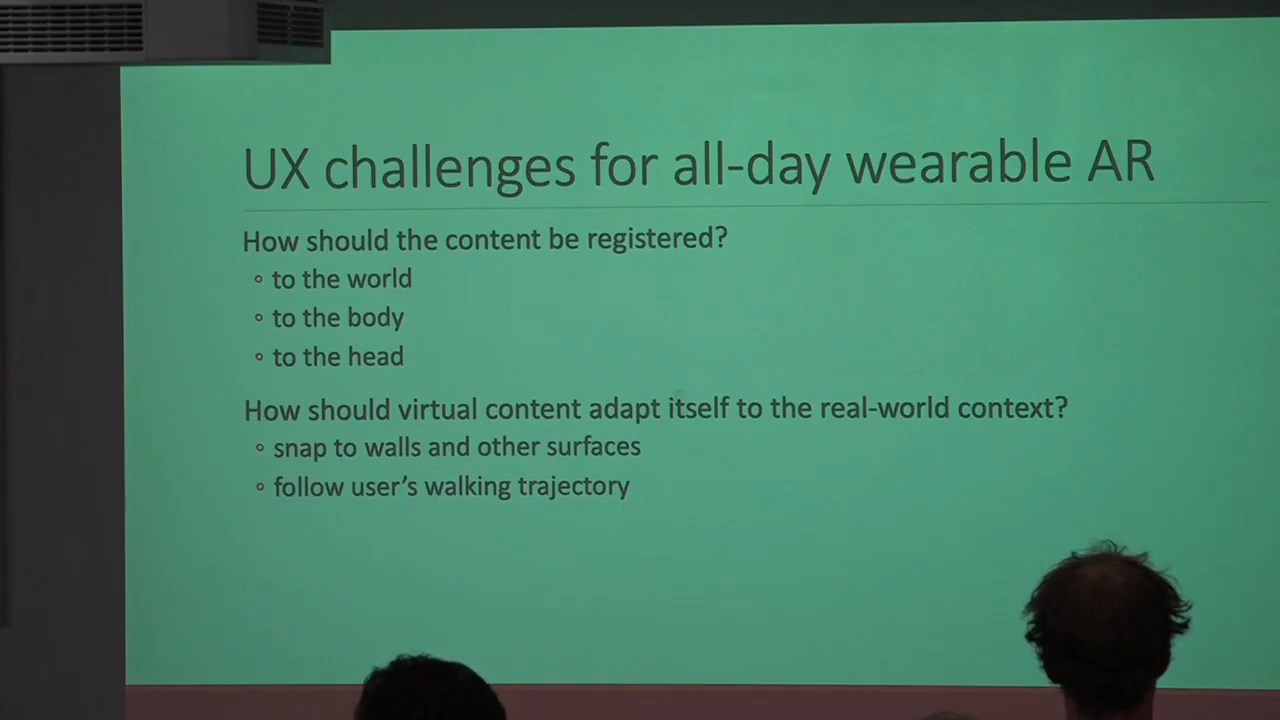 UX challenges for all-day wearable AR
How should the content be registered?
◦ to the world
◦ to the body
◦ to the head
How should virtual content adapt itself to the real-world context?
◦ snap to walls and other surfaces
◦ follow user’s walking trajectory